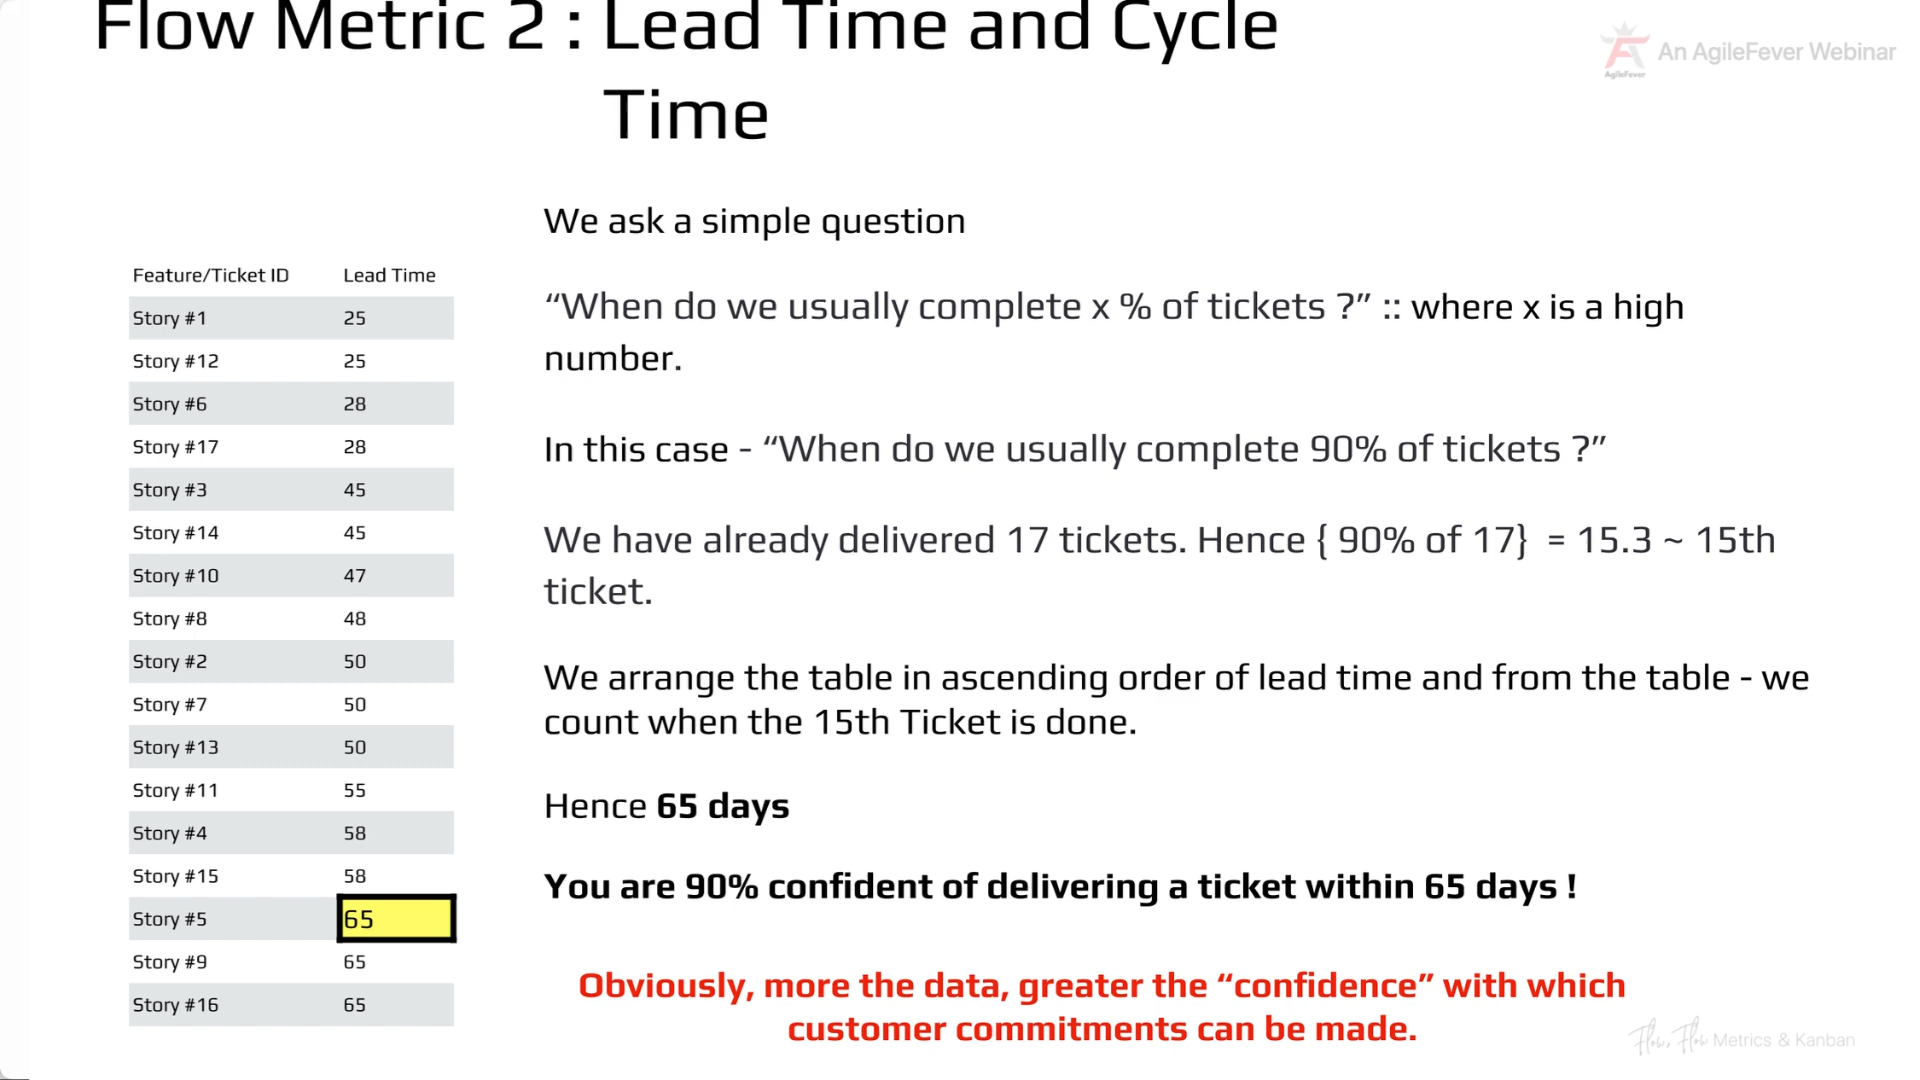 Flow Metric 2 : Lead Time and Cycle
Time
AgileFever
An AgileFever Webinar
We ask a simple question
“When do we usually complete x % of tickets ?” :: where x is a high
number.
In this case - “When do we usually complete 90% of tickets ?”
We have already delivered 17 tickets. Hence { 90% of 17}  = 15.3 ~ 15th
ticket.
We arrange the table in ascending order of lead time and from the table - we
count when the 15th Ticket is done.
Hence 65 days
You are 90% confident of delivering a ticket within 65 days !
Obviously, more the data, greater the “confidence” with which
customer commitments can be made.
Feature/Ticket ID Lead Time
Story #1 25
Story #12 25
Story #6 28
Story #17 28
Story #3 45
Story #14 45
Story #10 47
Story #8 48
Story #2 50
Story #7 50
Story #13 50
Story #11 55
Story #4 58
Story #15 58
Story #5 65
Story #9 65
Story #16 65
Flow, Flow Metrics & Kanban